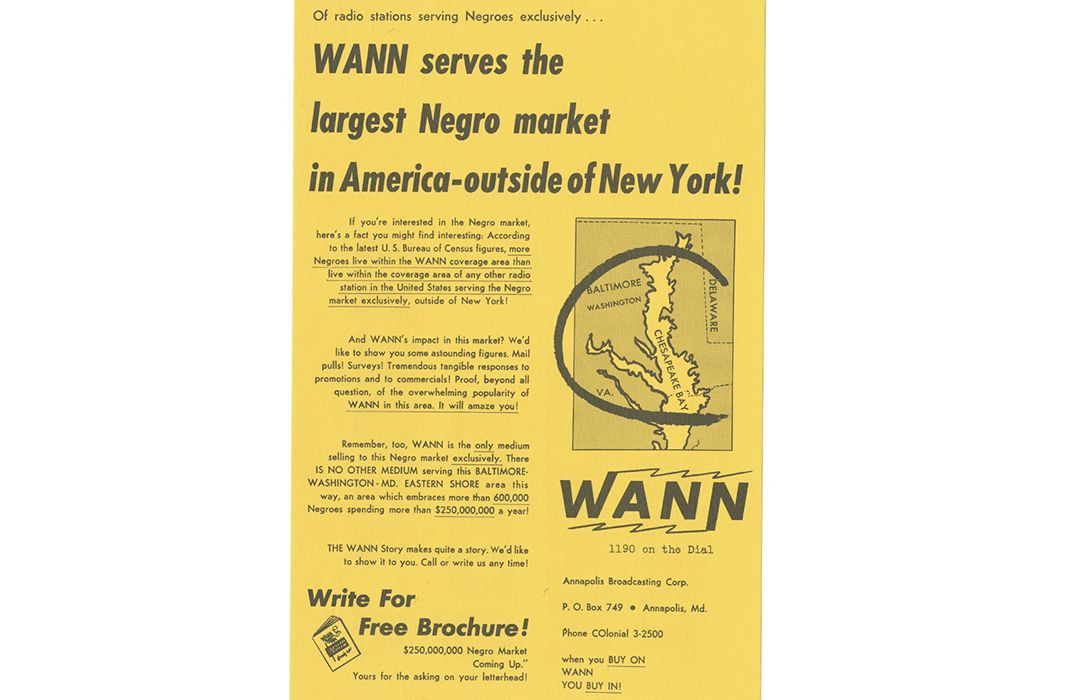 Of radio stations serving Negroes exclusively . . .
WANN serves the
largest Negro market
in America-outside of New York!
If you're interested in the Negro market,
here's a fact you might find interesting: According
to the latest U. S. Bureau of Census figures, more
Negroes live within the WANN coverage area than
live within the coverage area of any other radio
station in the United States serving the Negro
market exclusively, outside of New York!
And WANN's impact in this market? We'd
like to show you some astounding figures. Mail
pulls! Surveys! Tremendous tangible responses to
promotions and to commercials! Proof, beyond all
question, of the overwhelming popularity of
WANN in this area. It will amaze you!
Remember, too, WANN is the only medium
selling to this Negro market exclusively. There
IS NO OTHER MEDIUM serving this BALTIMORE-
WASHINGTON - MD. EASTERN SHORE area this
way, an area which embraces more than 600,000
Negroes spending more than $250,000,000 a year!
THE WANN Story makes quite a story. We'd like
to show it to you. Call or write us any time!
Write For
Free Brochure!
$250,000,000 Negro Market
Coming Up."
Yours for the asking on your letterhead!
BALTIMORE
WASHINGTON
DELAWARE
CHESAPEAKE BAY
VA.
WANN
1190 on the Dial
Annapolis Broadcasting Corp.
P. O. Box 749 • Annapolis, Md.
Phone COlonial 3-2500
when you BUY ON
WANN
YOU BUY IN!